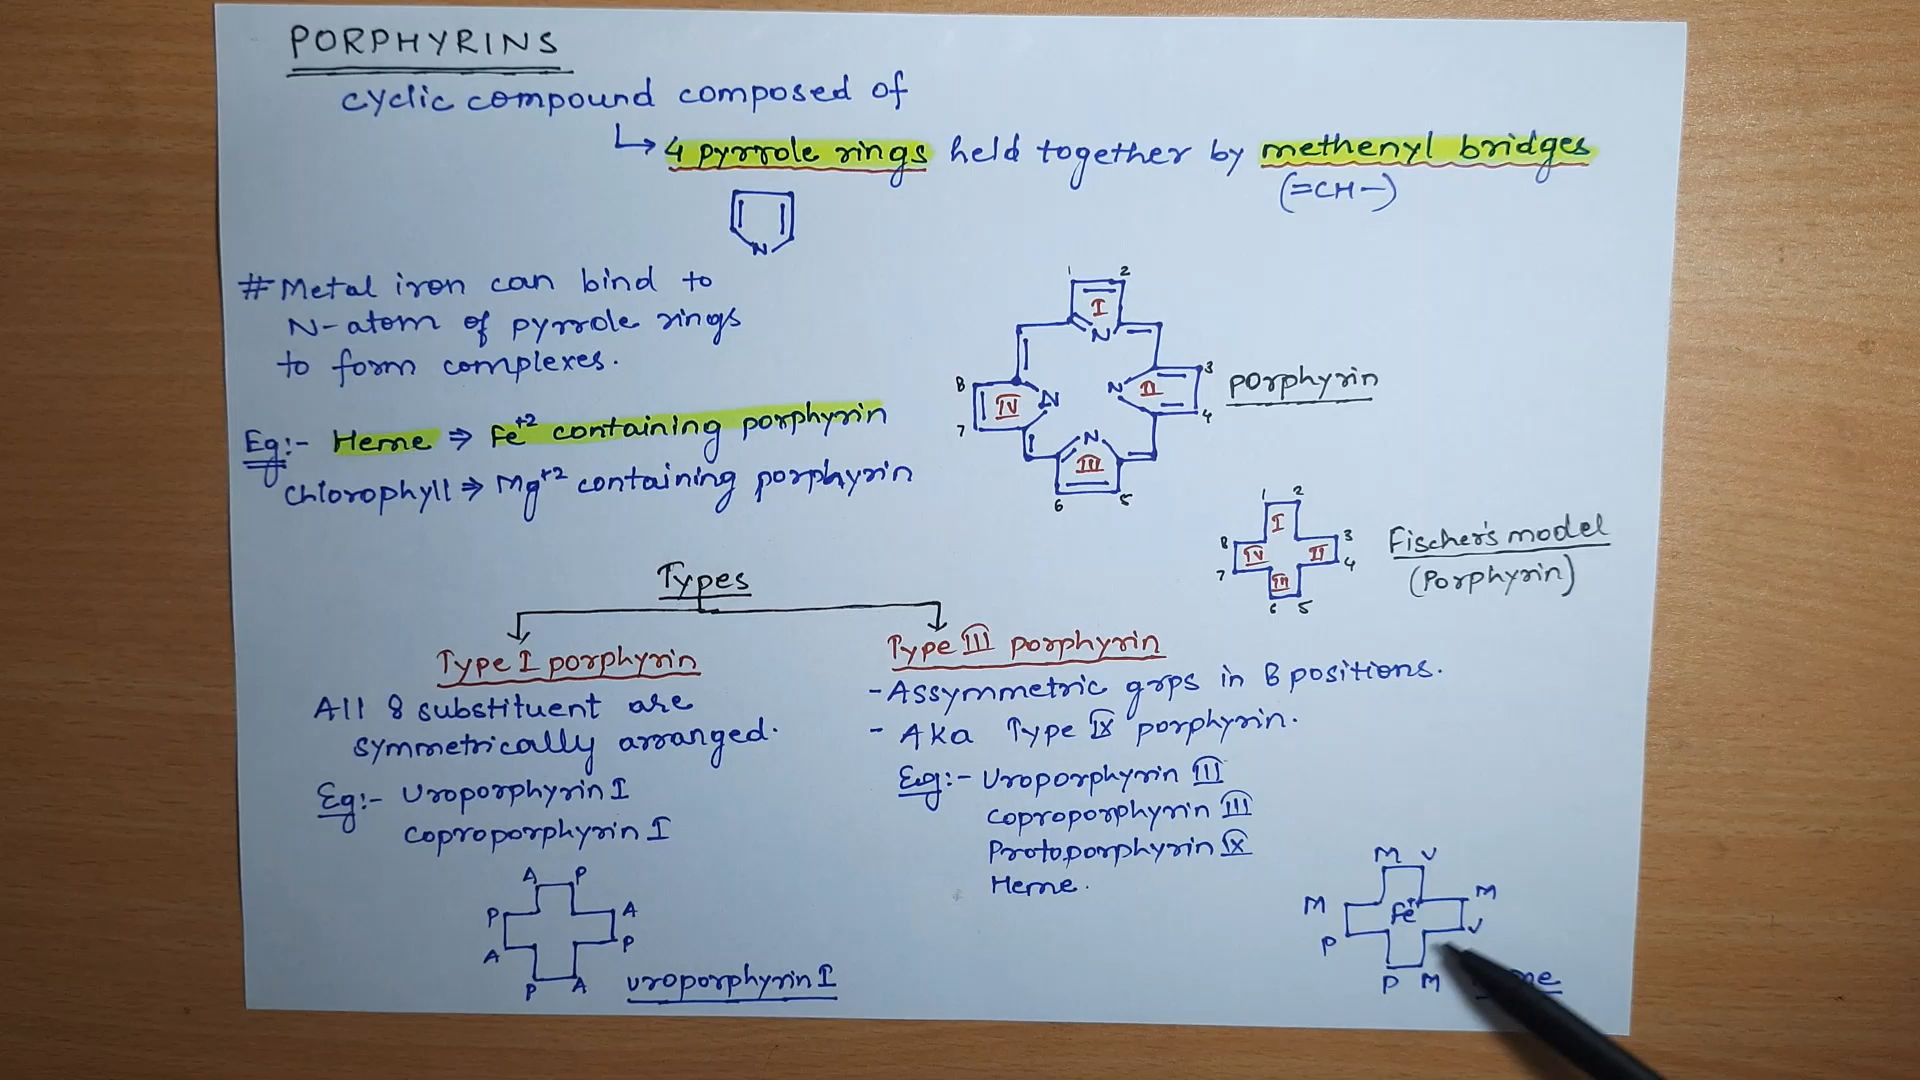 PORPHYRINS
cyclic compound composed of
↳ 4 pyrrole rings held together by methenyl bridges
(=CH-)
N
# Metal iron can bind to
N-atom of pyrrole rings
to form complexes.
Eg:- Heme ⇒ Fe+2 containing porphyrin
chlorophyll ⇒ Mg+2 containing porphyrin
1 2
I
N
8 IV N N II 3
7 4
N
III
6 5
porphyrin
1 2
I
8 IV II 3
7 4
III
6 5
Fischer's model
(Porphyrin)
Types
Type I porphyrin
All 8 substituent are
symmetrically arranged.
Eg:- Uroporphyrin I
coproporphyrin I
A P
P A
A P
P A
uroporphyrin I
Type III porphyrin
- Assymmetric grps in 8 positions.
- Aka Type IX porphyrin.
Eg:- Uroporphyrin III
coproporphyrin III
Protoporphyrin IX
Heme.
M V
M Fe+ M
P V
P M